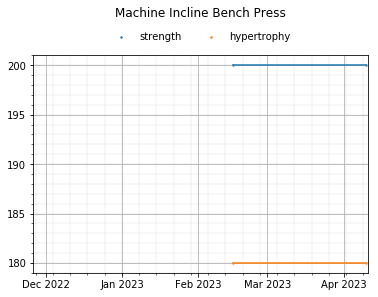 Machine Incline Bench Press
strength hypertrophy
200
195
190
185
180
Dec 2022 Jan 2023 Feb 2023 Mar 2023 Apr 2023